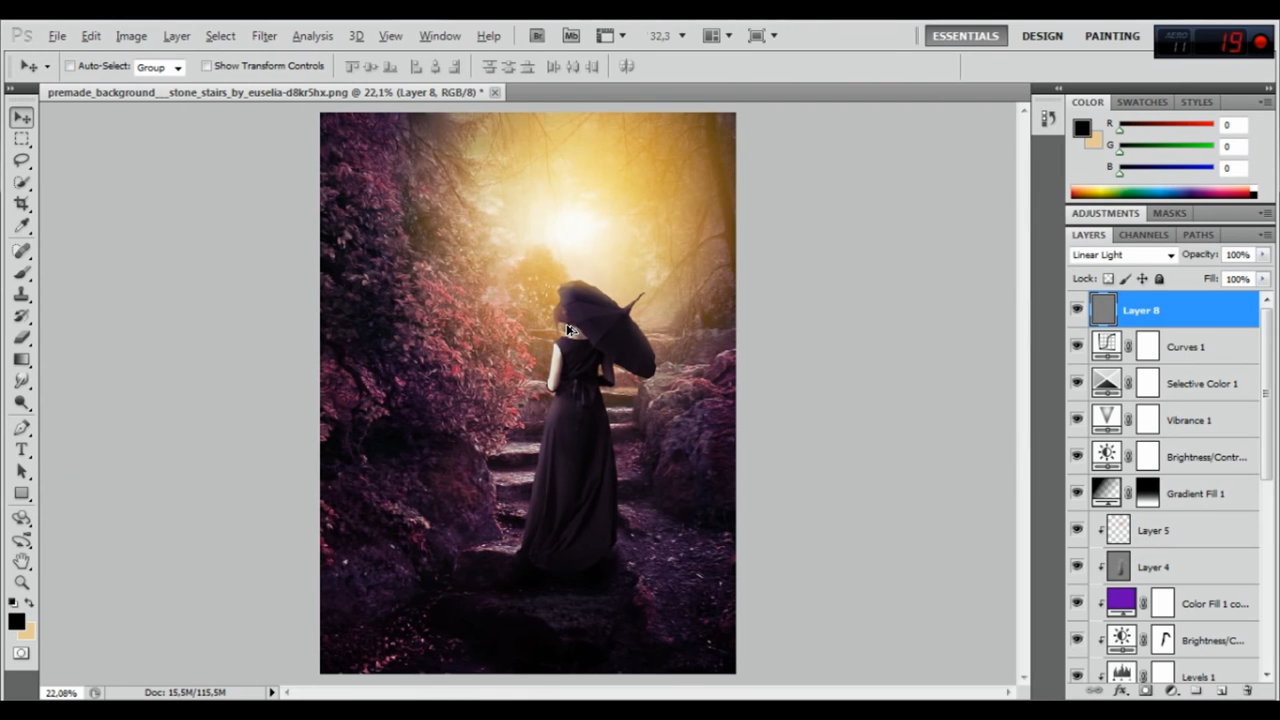 Ps File Edit Image Layer Select Filter Analysis 3D View Window Help Br Mb 32,3 ESSENTIALS DESIGN PAINTING AERO 11 19
Auto-Select: Group Show Transform Controls
premade_background___stone_stairs_by_euselia-d8kr5hx.png @ 22,1% (Layer 8, RGB/8) *
COLOR SWATCHES STYLES
R 0
G 0
B 0
ADJUSTMENTS MASKS
LAYERS CHANNELS PATHS
Linear Light Opacity: 100%
Lock: Fill: 100%
Layer 8
Curves 1
Selective Color 1
Vibrance 1
Brightness/Contr...
Gradient Fill 1
Layer 5
Layer 4
Color Fill 1 co...
Brightness/C...
Levels 1
22,08% Doc: 15,5M/115,5M
fx